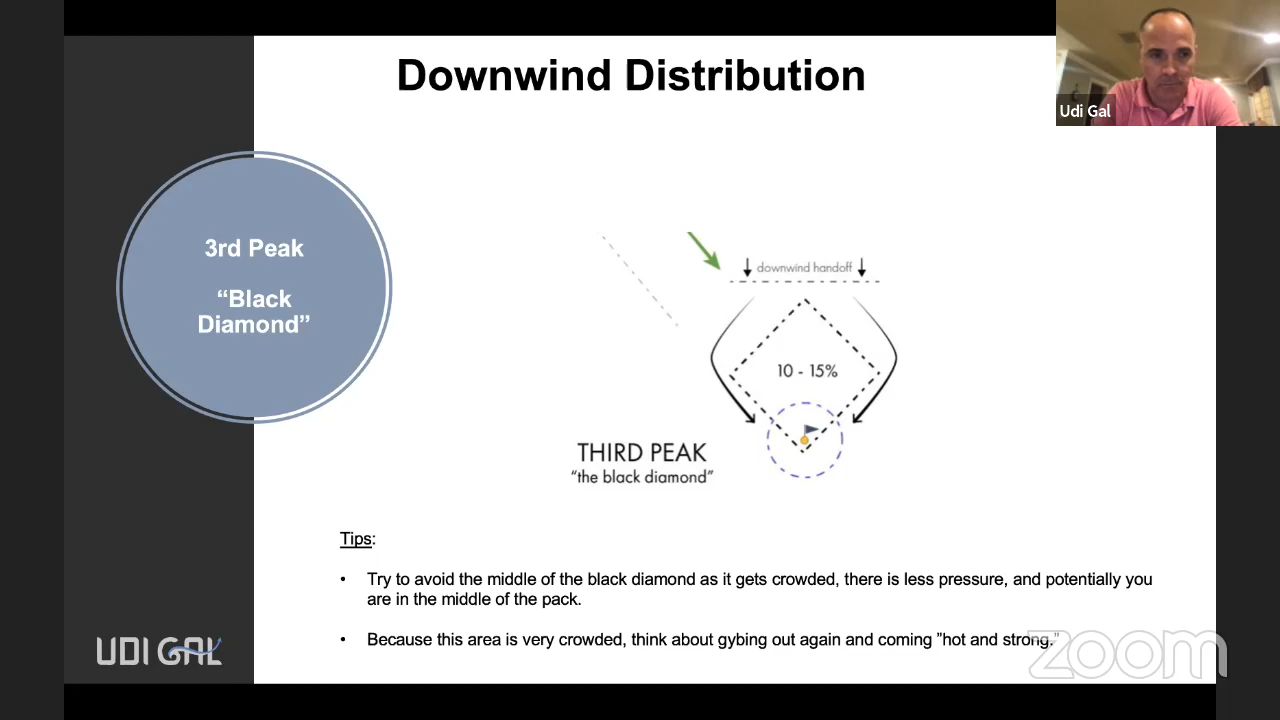 Downwind Distribution
Udi Gal
3rd Peak
“Black
Diamond”
downwind handoff
10 - 15%
THIRD PEAK
“the black diamond”
Tips:
• Try to avoid the middle of the black diamond as it gets crowded, there is less pressure, and potentially you
are in the middle of the pack.
• Because this area is very crowded, think about gybing out again and coming ”hot and strong.”
UDI GAL
zoom